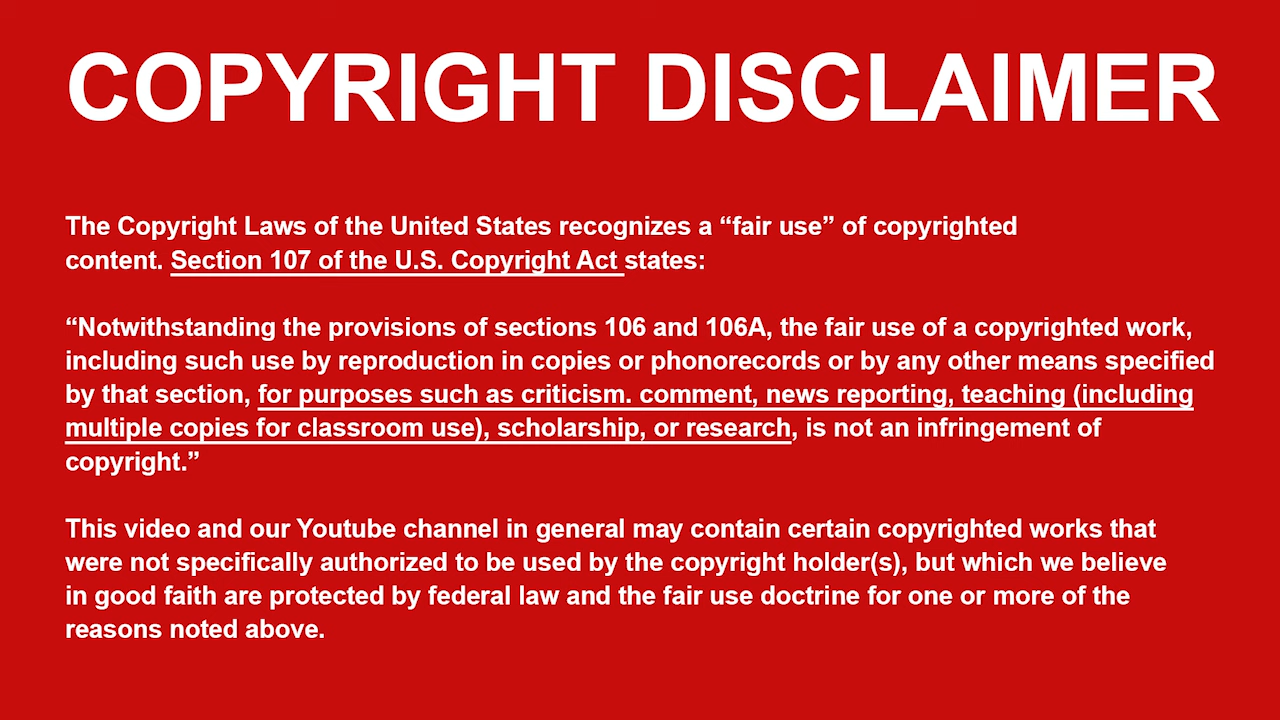 COPYRIGHT DISCLAIMER
The Copyright Laws of the United States recognizes a “fair use” of copyrighted
content. Section 107 of the U.S. Copyright Act states:
“Notwithstanding the provisions of sections 106 and 106A, the fair use of a copyrighted work,
including such use by reproduction in copies or phonorecords or by any other means specified
by that section, for purposes such as criticism. comment, news reporting, teaching (including
multiple copies for classroom use), scholarship, or research, is not an infringement of
copyright.”
This video and our Youtube channel in general may contain certain copyrighted works that
were not specifically authorized to be used by the copyright holder(s), but which we believe
in good faith are protected by federal law and the fair use doctrine for one or more of the
reasons noted above.